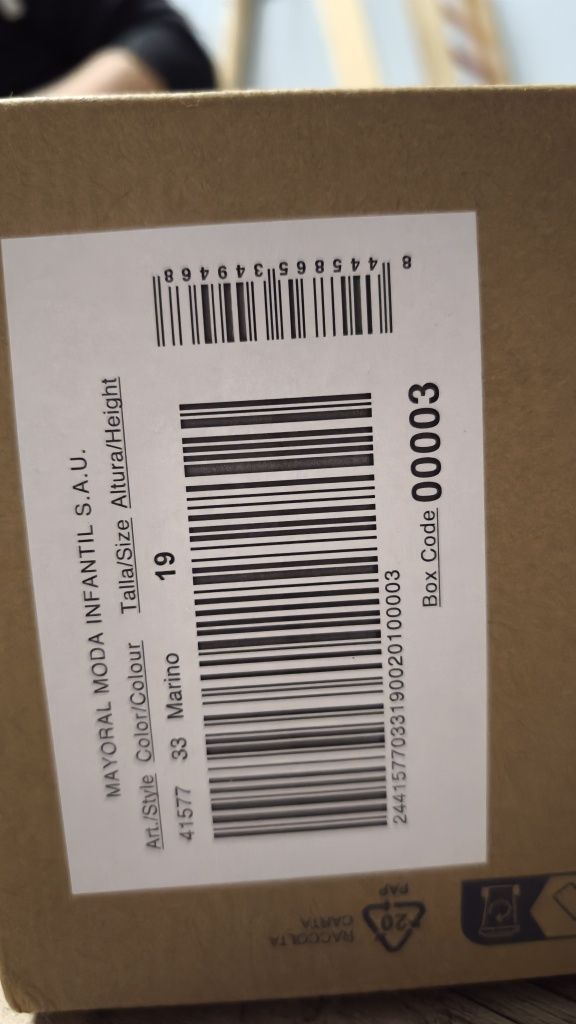 MAYORAL MODA INFANTIL S.A.U.
Art./Style Color/Colour Talla/Size Altura/Height
41577 33 Marino 19
2441577033190020100003
Box Code 00003
8 445865 349468
RACCOLTA
CARTA
20
PAP